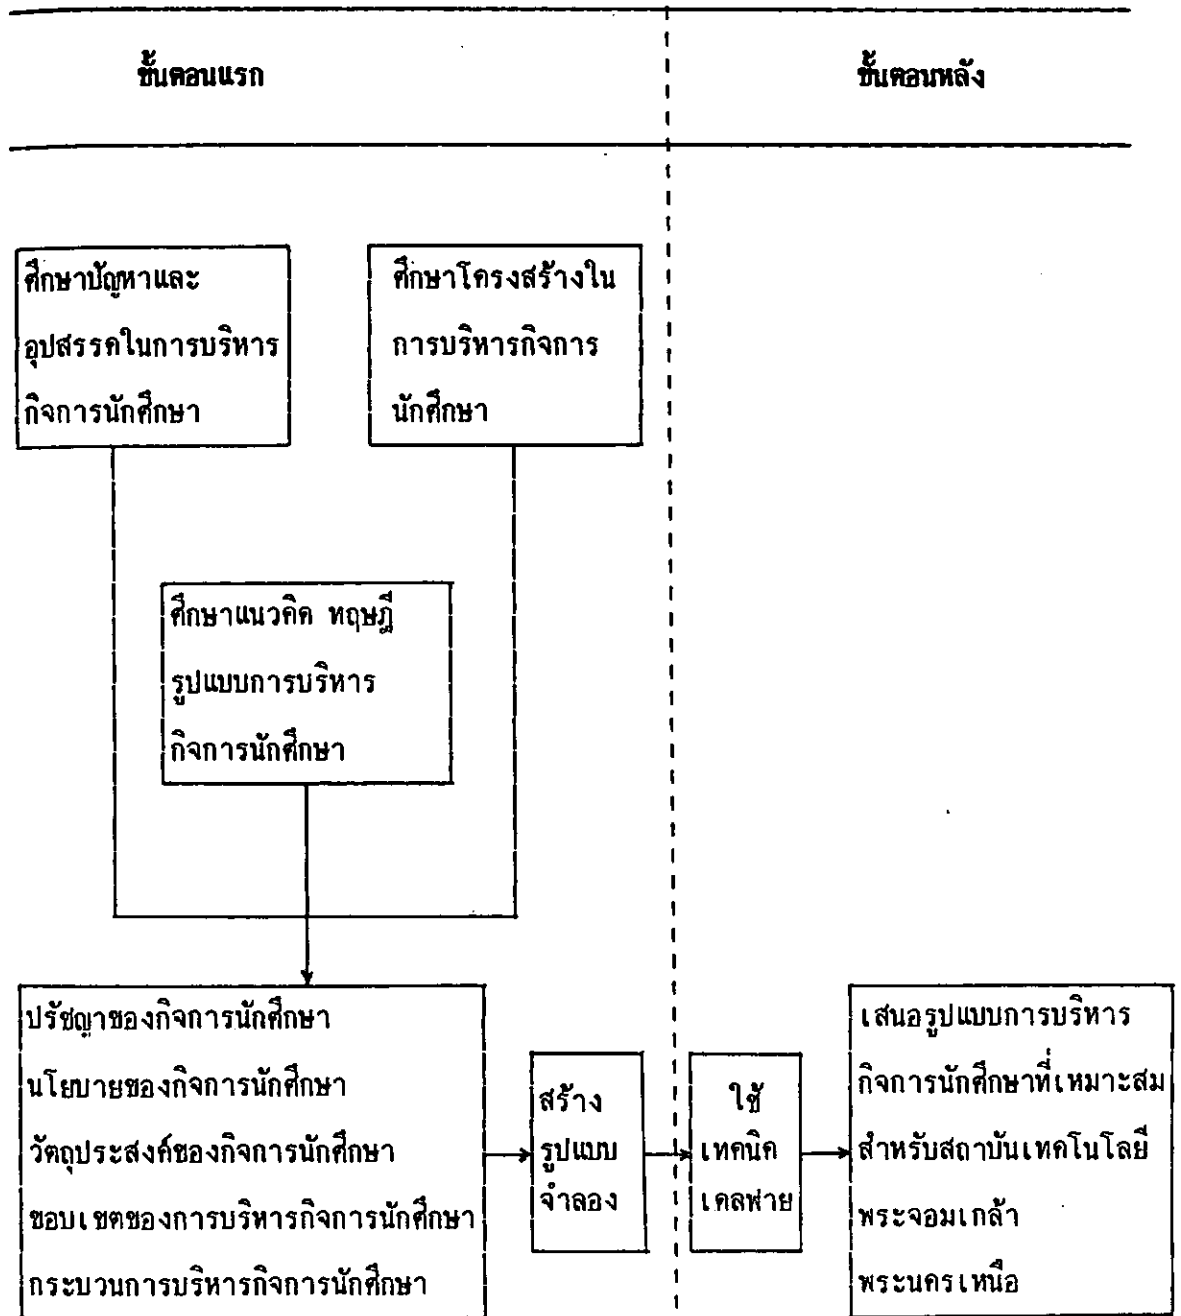 ขั้นตอนแรก
ขั้นตอนหลัง
ศึกษาปัญหาและ
อุปสรรคในการบริหาร
กิจการนักศึกษา
ศึกษาโครงสร้างใน
การบริหารกิจการ
นักศึกษา
ศึกษาแนวคิด ทฤษฎี
รูปแบบการบริหาร
กิจการนักศึกษา
ปรัชญาของกิจการนักศึกษา
นโยบายของกิจการนักศึกษา
วัตถุประสงค์ของกิจการนักศึกษา
ขอบเขตของการบริหารกิจการนักศึกษา
กระบวนการบริหารกิจการนักศึกษา
สร้าง
รูปแบบ
จำลอง
ใช้
เทคนิค
เดลฟาย
เสนอรูปแบบการบริหาร
กิจการนักศึกษาที่เหมาะสม
สำหรับสถาบันเทคโนโลยี
พระจอมเกล้า
พระนครเหนือ